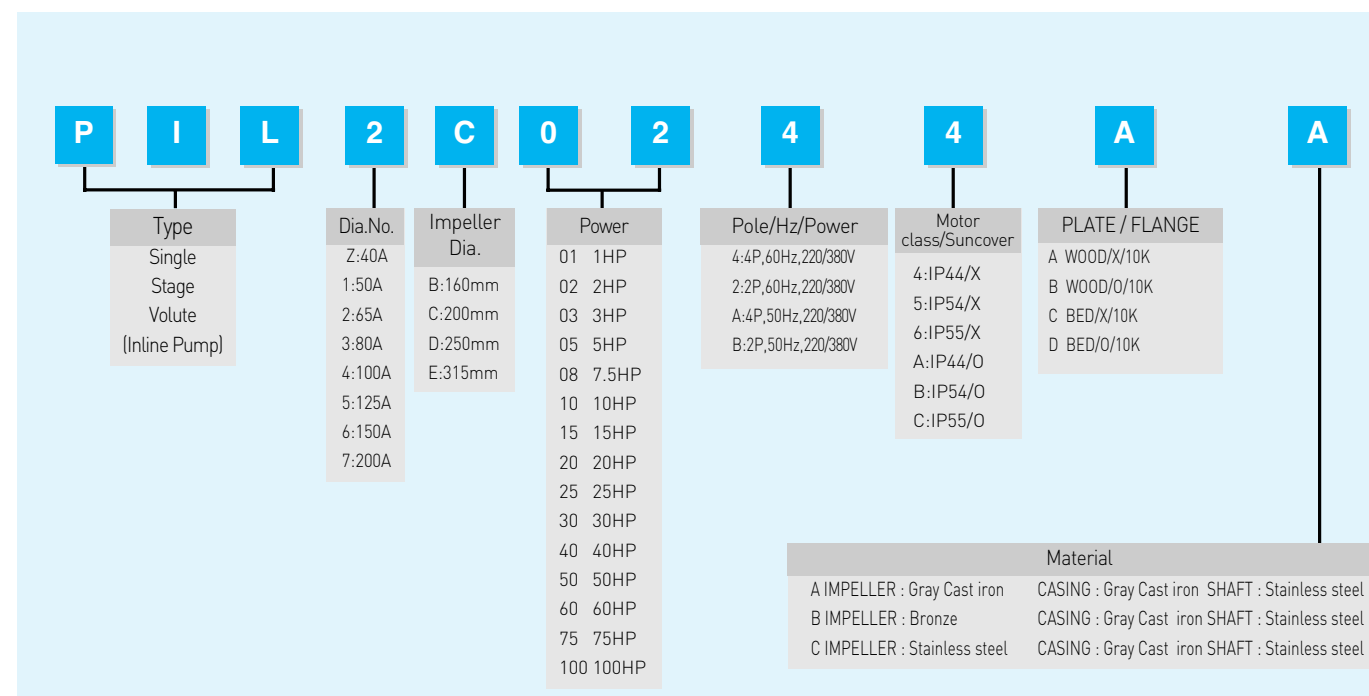 P I L 2 C 0 2 4 4 A A
Type
Single
Stage
Volute
(Inline Pump)
Dia.No.
Z:40A
1:50A
2:65A
3:80A
4:100A
5:125A
6:150A
7:200A
Impeller
Dia.
B:160mm
C:200mm
D:250mm
E:315mm
Power
01 1HP
02 2HP
03 3HP
05 5HP
08 7.5HP
10 10HP
15 15HP
20 20HP
25 25HP
30 30HP
40 40HP
50 50HP
60 60HP
75 75HP
100 100HP
Pole/Hz/Power
4:4P,60Hz,220/380V
2:2P,60Hz,220/380V
A:4P,50Hz,220/380V
B:2P,50Hz,220/380V
Motor
class/Suncover
4:IP44/X
5:IP54/X
6:IP55/X
A:IP44/O
B:IP54/O
C:IP55/O
PLATE / FLANGE
A WOOD/X/10K
B WOOD/O/10K
C BED/X/10K
D BED/O/10K
Material
A IMPELLER : Gray Cast iron CASING : Gray Cast iron SHAFT : Stainless steel
B IMPELLER : Bronze CASING : Gray Cast iron SHAFT : Stainless steel
C IMPELLER : Stainless steel CASING : Gray Cast iron SHAFT : Stainless steel